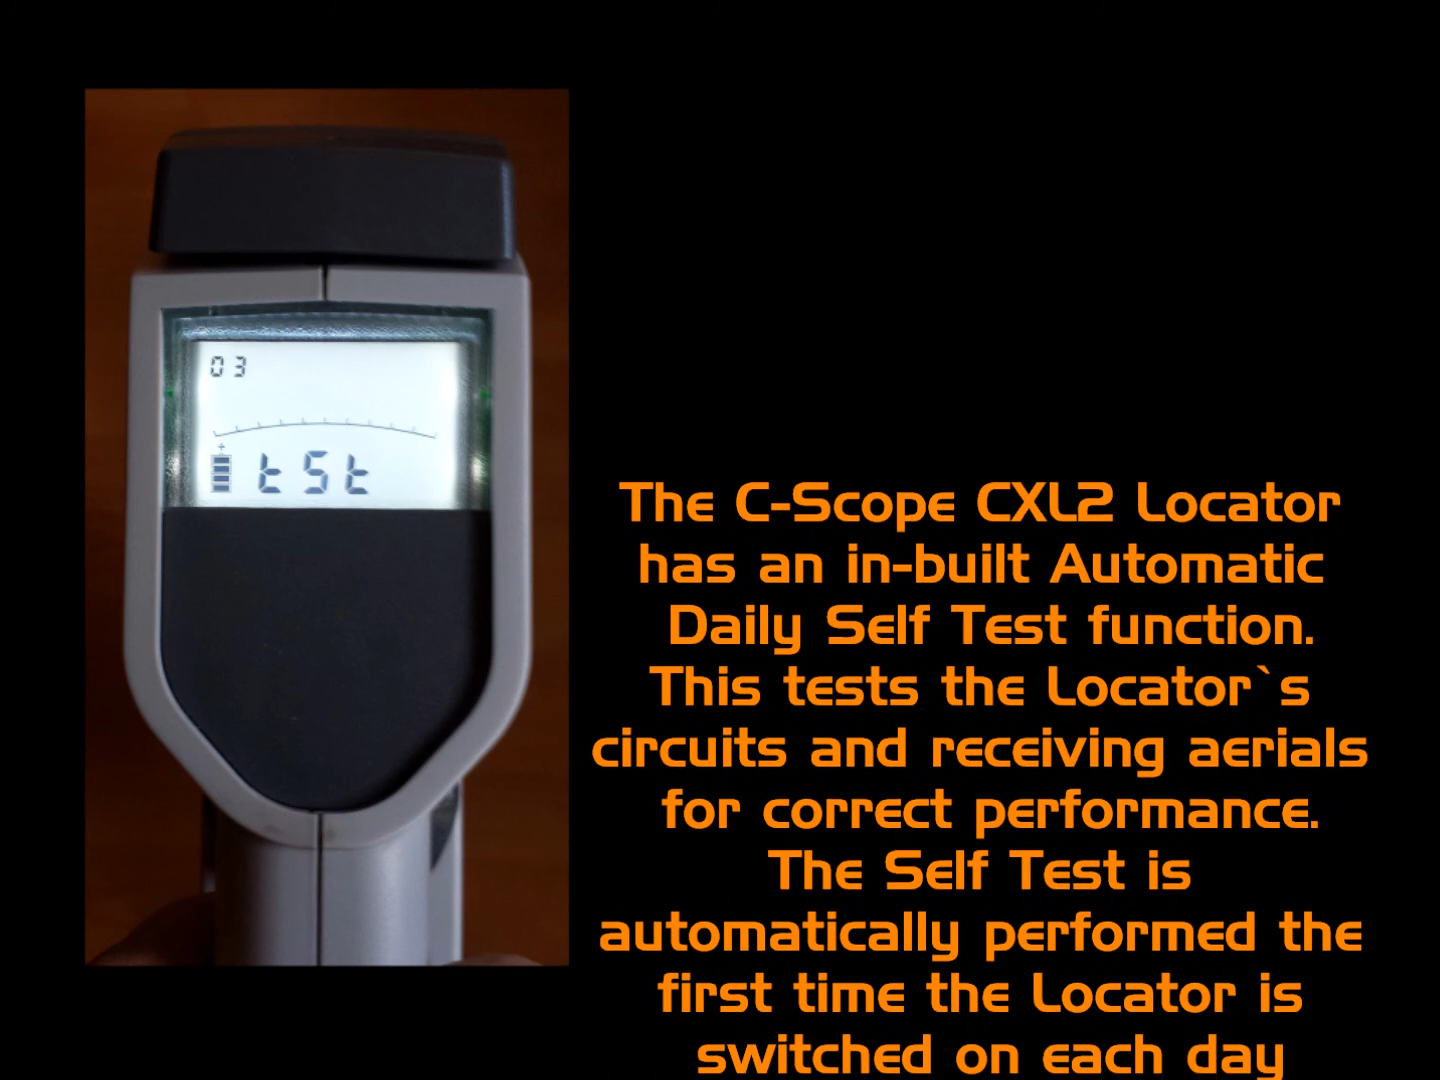 03
+
tSt
The C-Scope CXL2 Locator
has an in-built Automatic
Daily Self Test function.
This tests the Locator`s
circuits and receiving aerials
for correct performance.
The Self Test is
automatically performed the
first time the Locator is
switched on each day